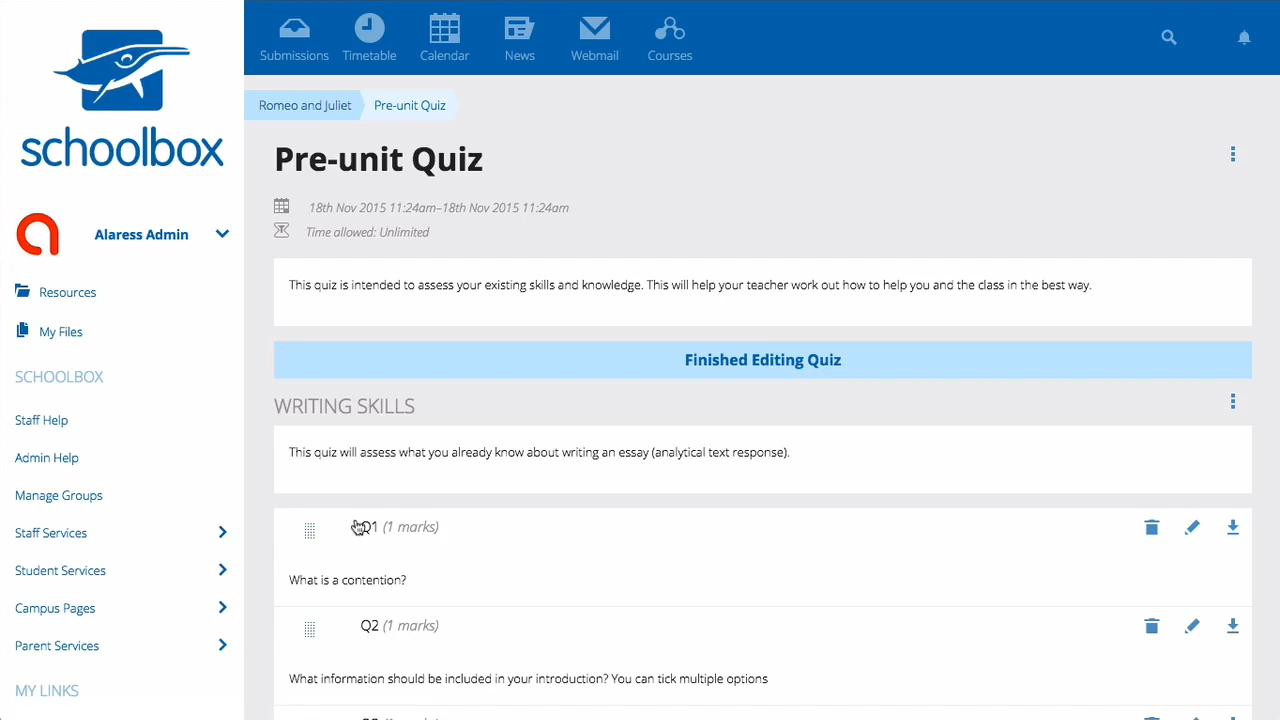 Submissions
Timetable
Calendar
News
Webmail
Courses
schoolbox
Alaress Admin
Resources
My Files
SCHOOLBOX
Staff Help
Admin Help
Manage Groups
Staff Services
Student Services
Campus Pages
Parent Services
MY LINKS
Romeo and Juliet
Pre-unit Quiz
Pre-unit Quiz
18th Nov 2015 11:24am–18th Nov 2015 11:24am
Time allowed: Unlimited
This quiz is intended to assess your existing skills and knowledge. This will help your teacher work out how to help you and the class in the best way.
Finished Editing Quiz
WRITING SKILLS
This quiz will assess what you already know about writing an essay (analytical text response).
Q1 (1 marks)
What is a contention?
Q2 (1 marks)
What information should be included in your introduction? You can tick multiple options